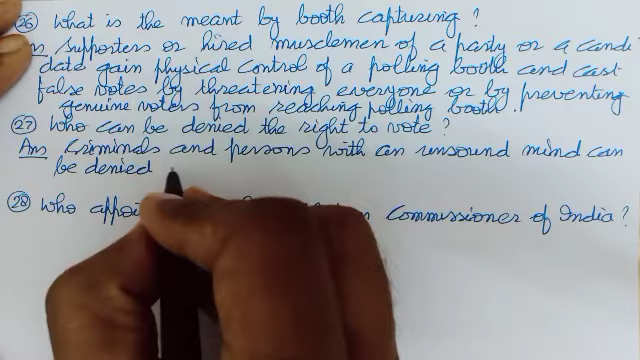 26 What is the meant by booth capturing ?
Ans Supporters or hired musclemen of a party or a candi-
date gain physical control of a polling booth and cast
false votes by threatening everyone or by preventing
genuine voters from reaching polling booth.
27 Who can be denied the right to vote ?
Ans Criminals and persons with an unsound mind can
be denied
28 Who Commissioner of India ?